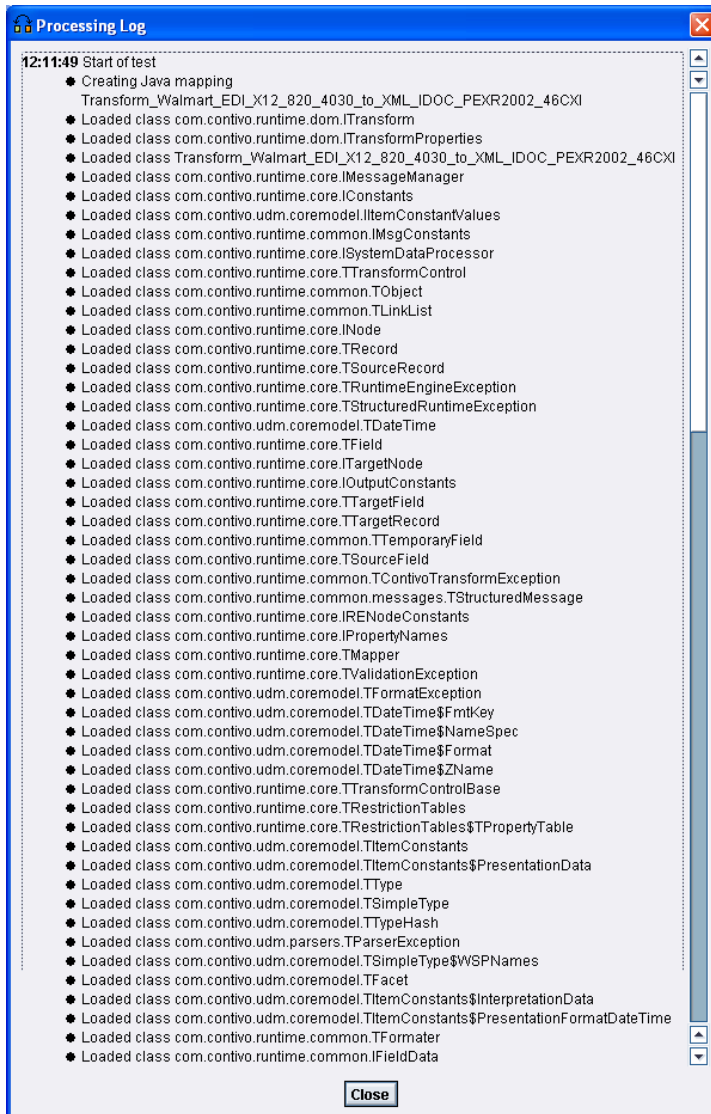 Processing Log
12:11:49 Start of test
Creating Java mapping
Transform_Walmart_EDI_X12_820_4030_to_XML_IDOC_PEXR2002_46CXI
Loaded class com.contivo.runtime.dom.ITransform
Loaded class com.contivo.runtime.dom.ITransformProperties
Loaded class Transform_Walmart_EDI_X12_820_4030_to_XML_IDOC_PEXR2002_46CXI
Loaded class com.contivo.runtime.core.IMessageManager
Loaded class com.contivo.runtime.core.IConstants
Loaded class com.contivo.udm.coremodel.IItemConstantValues
Loaded class com.contivo.runtime.common.IMsgConstants
Loaded class com.contivo.runtime.core.ISystemDataProcessor
Loaded class com.contivo.runtime.core.TTransformControl
Loaded class com.contivo.runtime.common.TObject
Loaded class com.contivo.runtime.common.TLinkList
Loaded class com.contivo.runtime.core.INode
Loaded class com.contivo.runtime.core.TRecord
Loaded class com.contivo.runtime.core.TSourceRecord
Loaded class com.contivo.runtime.core.TRuntimeEngineException
Loaded class com.contivo.runtime.core.TStructuredRuntimeException
Loaded class com.contivo.udm.coremodel.TDateTime
Loaded class com.contivo.runtime.core.TField
Loaded class com.contivo.runtime.core.ITargetNode
Loaded class com.contivo.runtime.core.IOutputConstants
Loaded class com.contivo.runtime.core.TTargetField
Loaded class com.contivo.runtime.core.TTargetRecord
Loaded class com.contivo.runtime.common.TTemporaryField
Loaded class com.contivo.runtime.core.TSourceField
Loaded class com.contivo.runtime.common.TContivoTransformException
Loaded class com.contivo.runtime.common.messages.TStructuredMessage
Loaded class com.contivo.runtime.core.IRENodeConstants
Loaded class com.contivo.runtime.core.IPropertyNames
Loaded class com.contivo.runtime.core.TMapper
Loaded class com.contivo.runtime.core.TValidationException
Loaded class com.contivo.udm.coremodel.TFormatException
Loaded class com.contivo.udm.coremodel.TDateTime$FmtKey
Loaded class com.contivo.udm.coremodel.TDateTime$NameSpec
Loaded class com.contivo.udm.coremodel.TDateTime$Format
Loaded class com.contivo.udm.coremodel.TDateTime$ZName
Loaded class com.contivo.runtime.core.TTransformControlBase
Loaded class com.contivo.runtime.core.TRestrictionTables
Loaded class com.contivo.runtime.core.TRestrictionTables$TPropertyTable
Loaded class com.contivo.udm.coremodel.TItemConstants
Loaded class com.contivo.udm.coremodel.TItemConstants$PresentationData
Loaded class com.contivo.udm.coremodel.TType
Loaded class com.contivo.udm.coremodel.TSimpleType
Loaded class com.contivo.udm.coremodel.TTypeHash
Loaded class com.contivo.udm.parsers.TParserException
Loaded class com.contivo.udm.coremodel.TSimpleType$WSPNames
Loaded class com.contivo.udm.coremodel.TFacet
Loaded class com.contivo.udm.coremodel.TItemConstants$InterpretationData
Loaded class com.contivo.udm.coremodel.TItemConstants$PresentationFormatDateTime
Loaded class com.contivo.runtime.common.TFormater
Loaded class com.contivo.runtime.common.IFieldData
Close